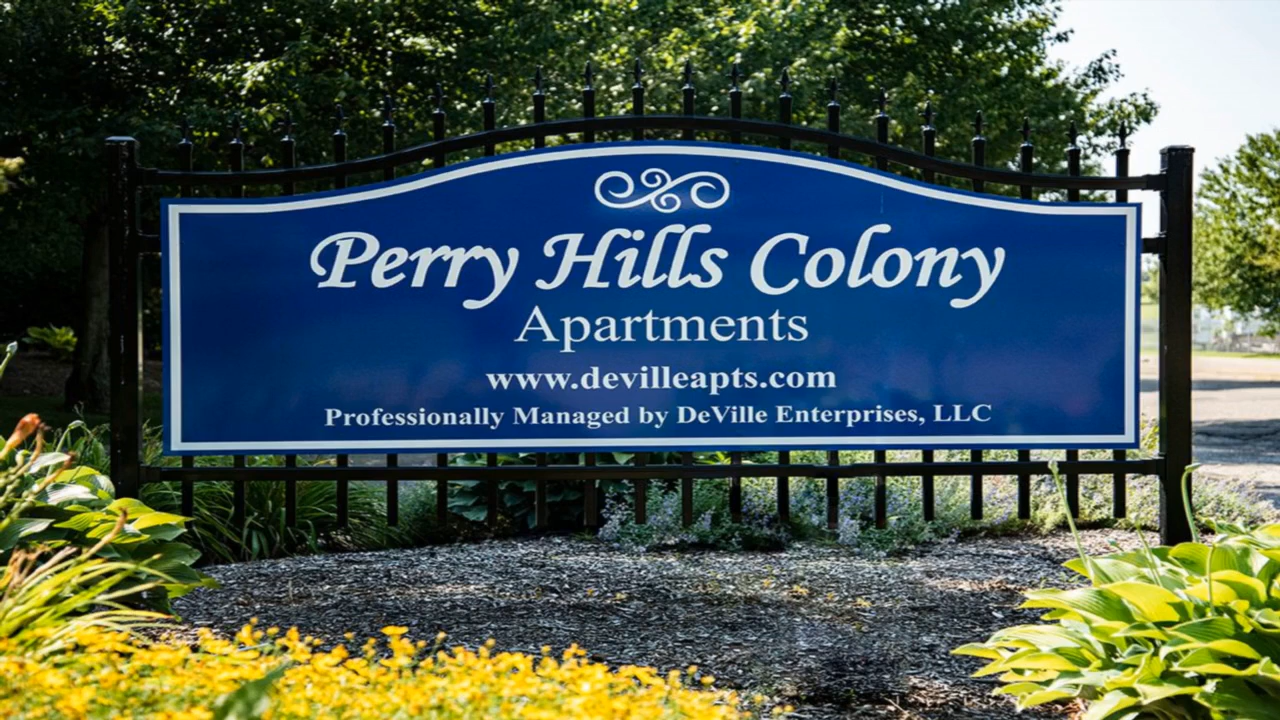 Perry Hills Colony
Apartments
www.devilleapts.com
Professionally Managed by DeVille Enterprises, LLC